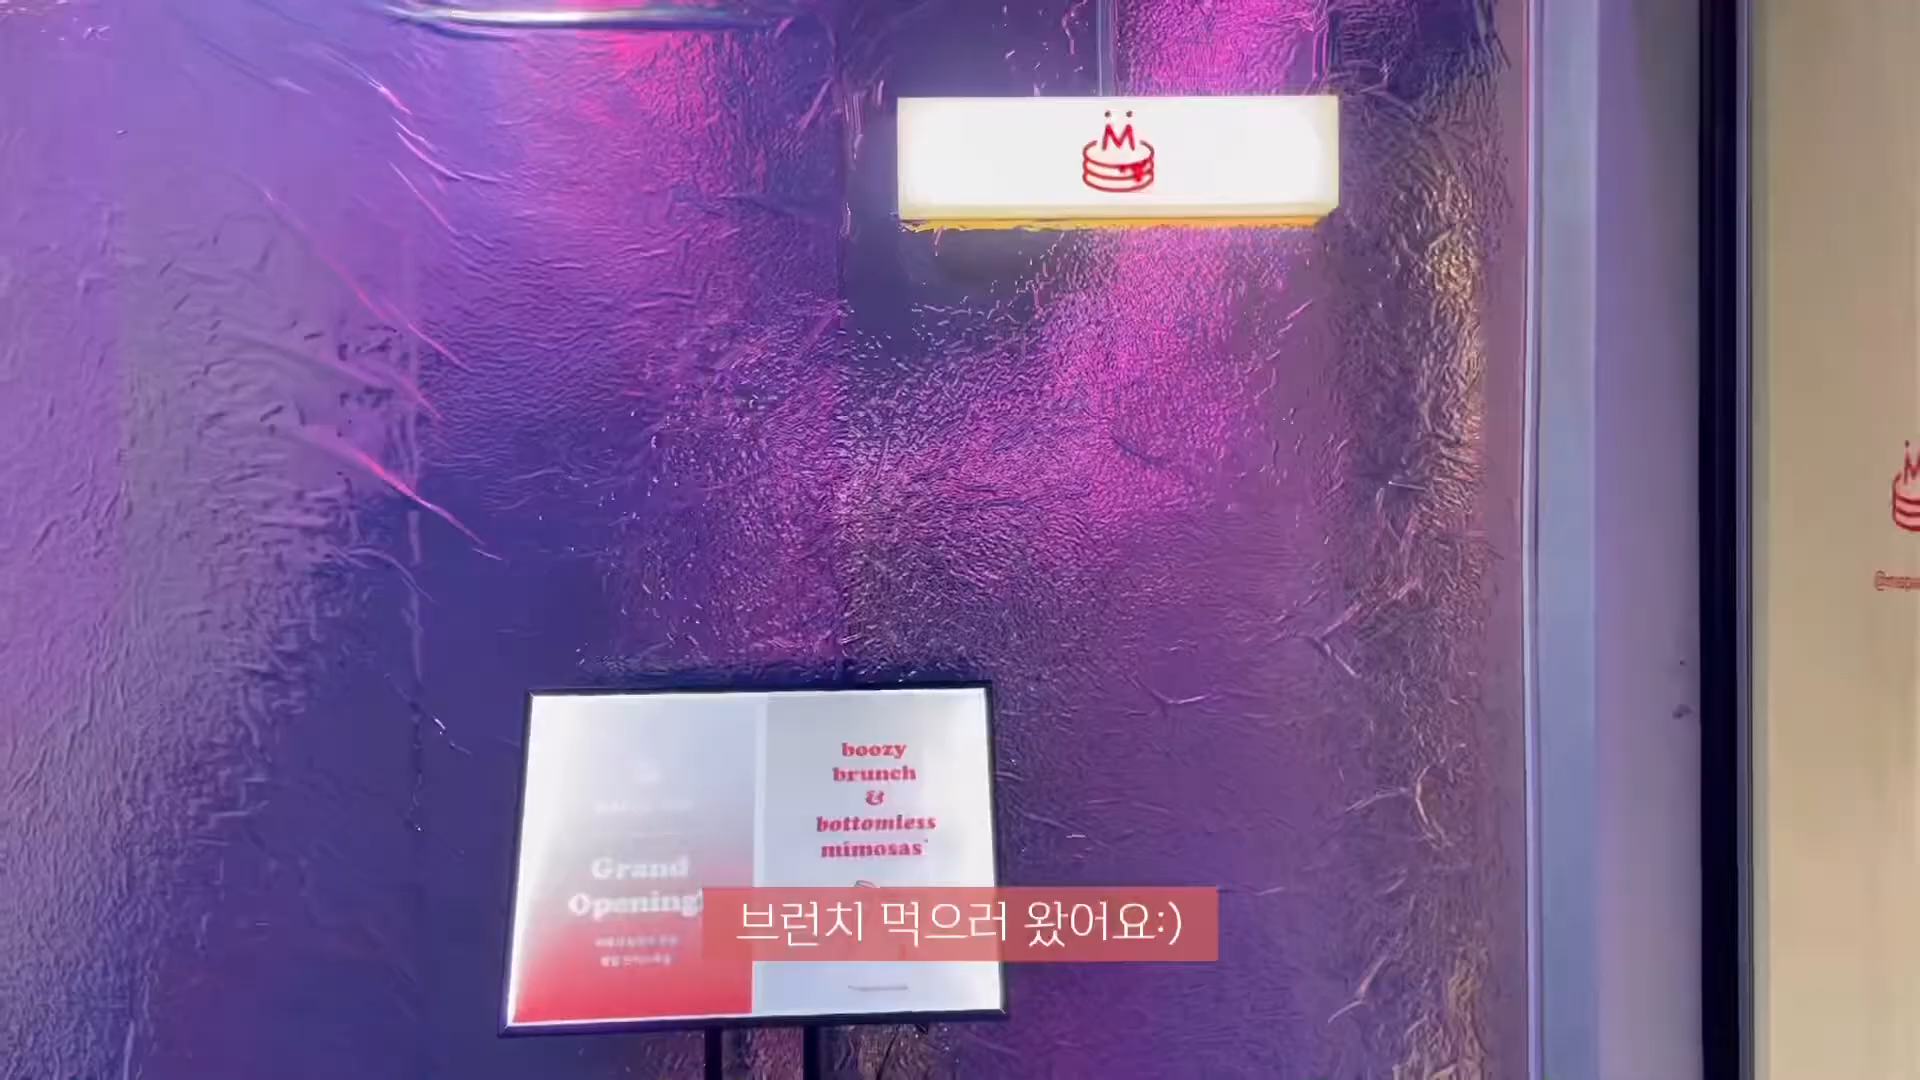 M
boozy
brunch
&
bottomless
mimosas
Grand
Opening!
브런치 먹으러 왔어요:)